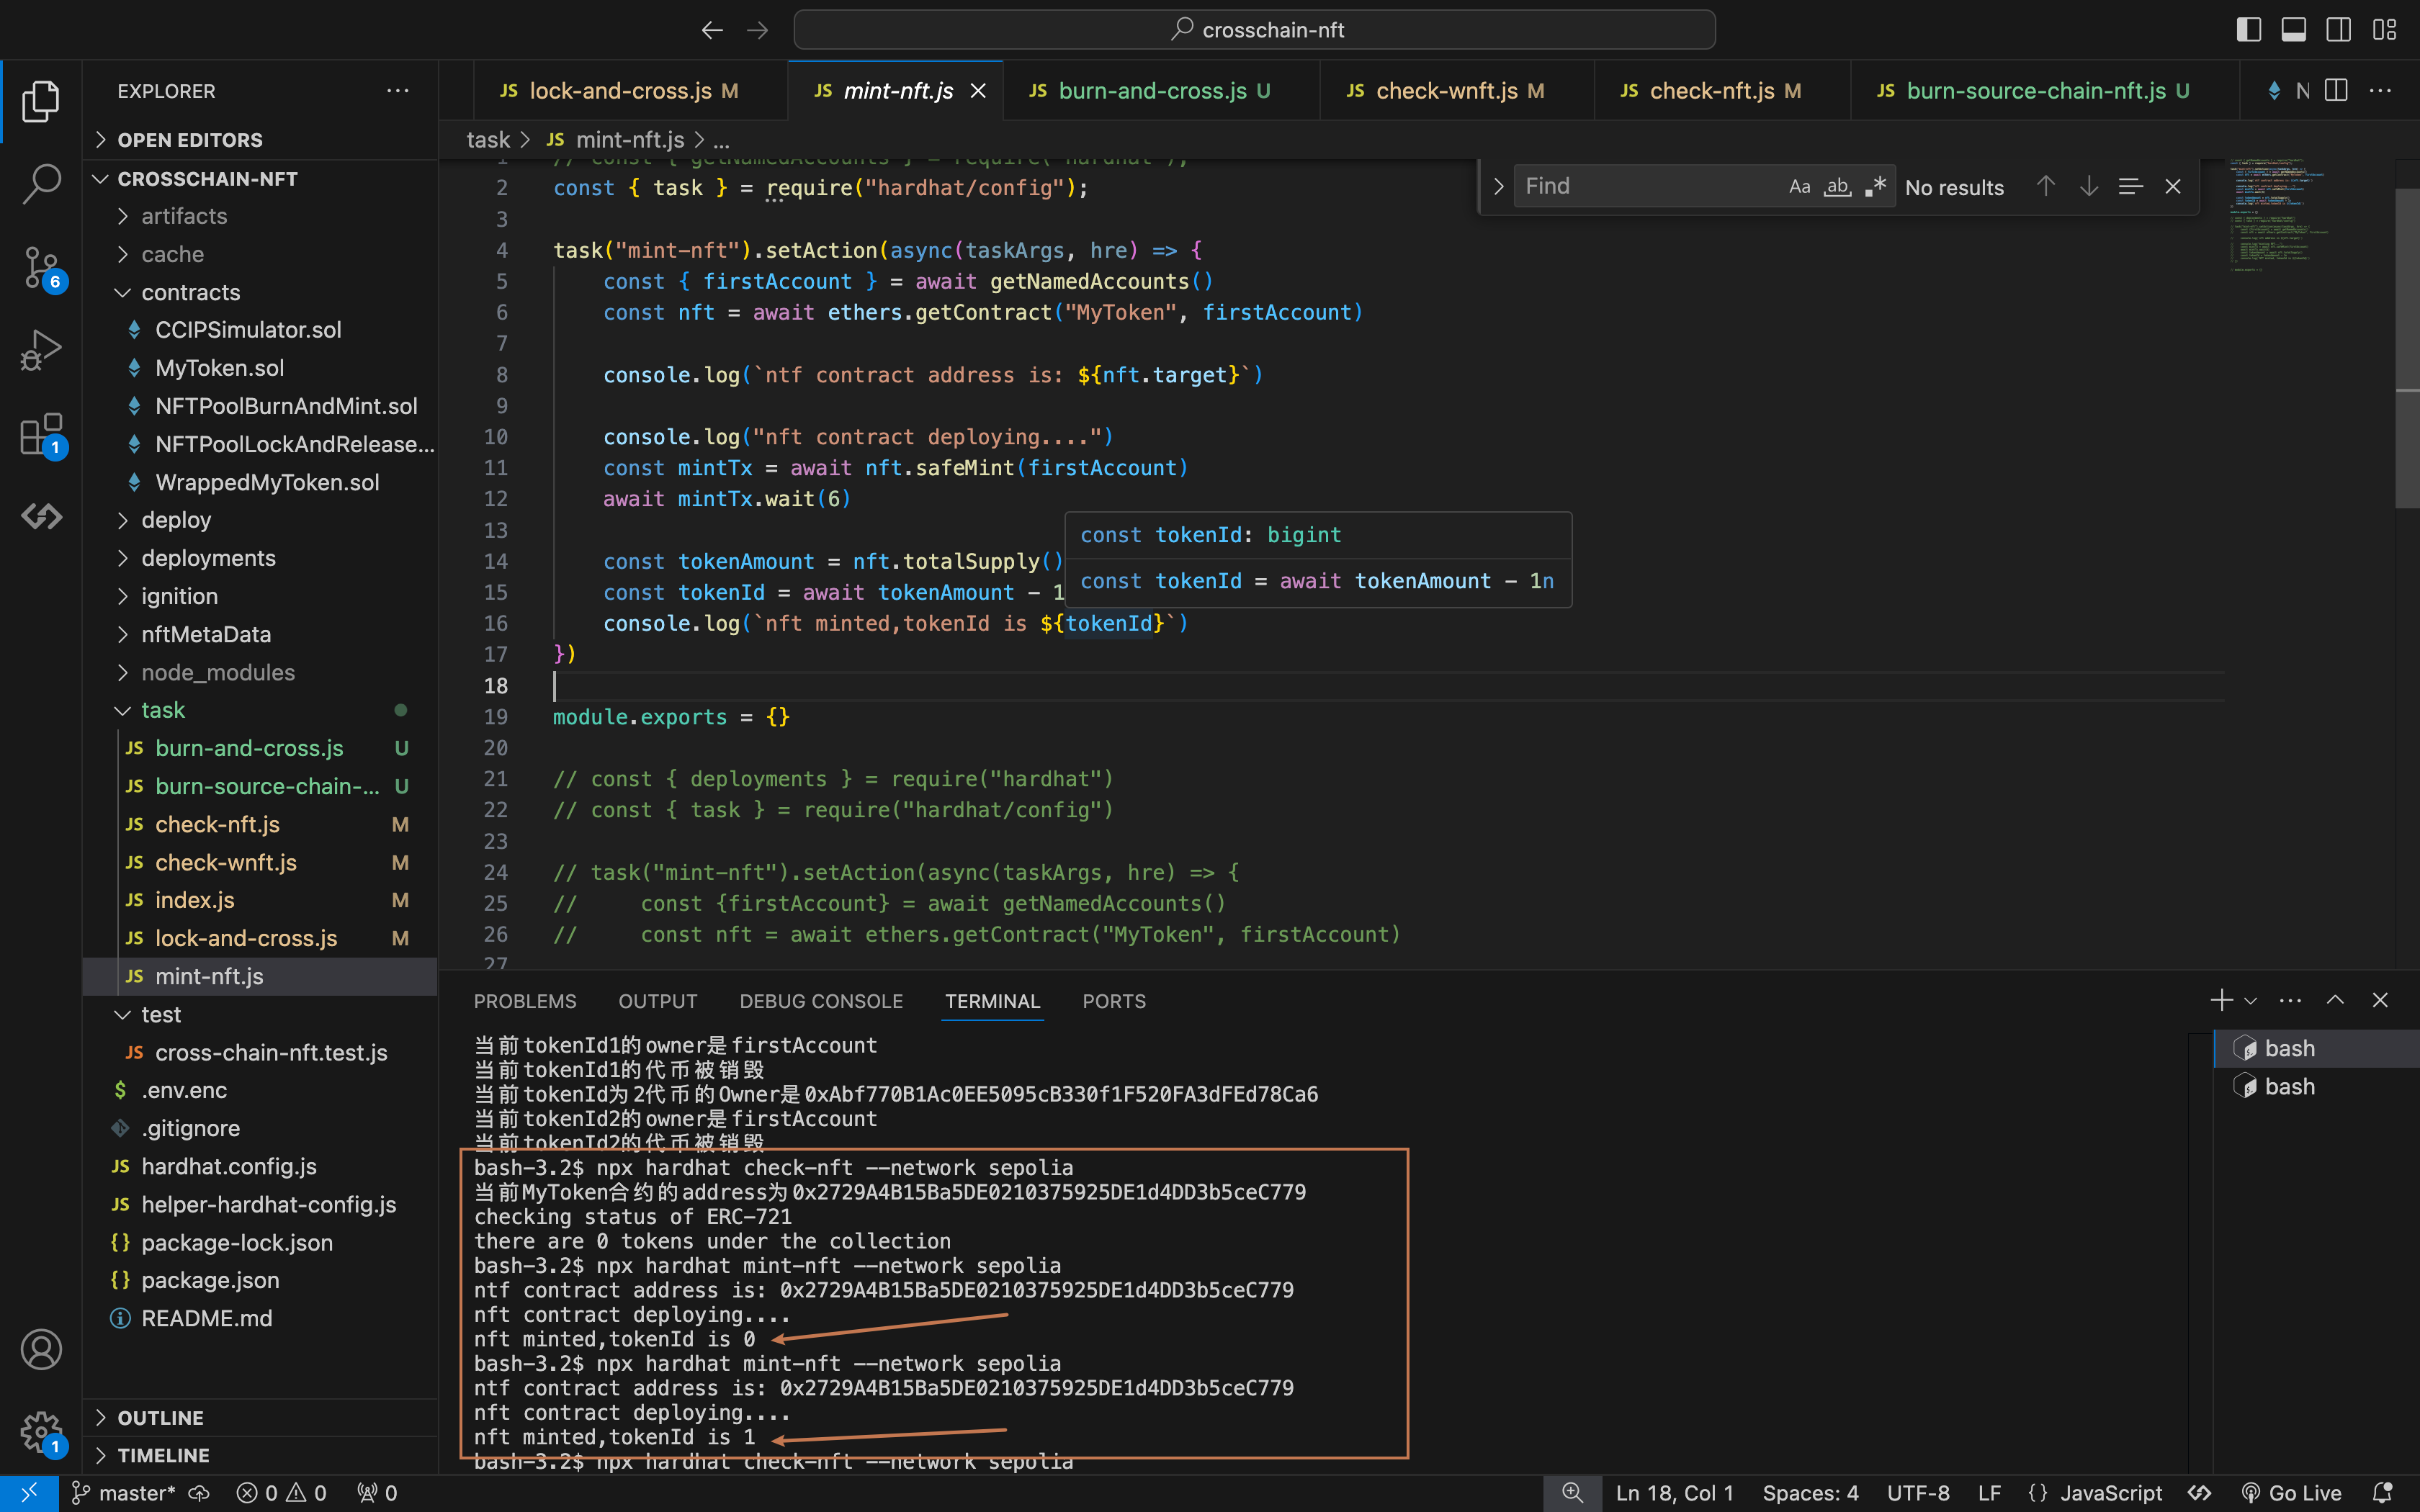 crosschain-nft
EXPLORER
OPEN EDITORS
CROSSCHAIN-NFT
artifacts
cache
contracts
CCIPSimulator.sol
MyToken.sol
NFTPoolBurnAndMint.sol
NFTPoolLockAndRelease...
WrappedMyToken.sol
deploy
deployments
ignition
nftMetaData
node_modules
task
JS burn-and-cross.js U
JS burn-source-chain-... U
JS check-nft.js M
JS check-wnft.js M
JS index.js M
JS lock-and-cross.js M
JS mint-nft.js
test
JS cross-chain-nft.test.js
$ .env.enc
.gitignore
JS hardhat.config.js
JS helper-hardhat-config.js
{} package-lock.json
{} package.json
README.md
OUTLINE
TIMELINE
6
1
1
JS lock-and-cross.js M
JS mint-nft.js
JS burn-and-cross.js U
JS check-wnft.js M
JS check-nft.js M
JS burn-source-chain-nft.js U
N
task > JS mint-nft.js > ...
Find Aa ab No results
1 // const { getNamedAccounts } = require("hardhat");
2 const { task } = require("hardhat/config");
3
4 task("mint-nft").setAction(async(taskArgs, hre) => {
5 const { firstAccount } = await getNamedAccounts()
6 const nft = await ethers.getContract("MyToken", firstAccount)
7
8 console.log(`ntf contract address is: ${nft.target}`)
9
10 console.log("nft contract deploying....")
11 const mintTx = await nft.safeMint(firstAccount)
12 await mintTx.wait(6)
13
const tokenId: bigint
const tokenId = await tokenAmount - 1n
14 const tokenAmount = nft.totalSupply()
15 const tokenId = await tokenAmount - 1
16 console.log(`nft minted,tokenId is ${tokenId}`)
17 })
18
19 module.exports = {}
20
21 // const { deployments } = require("hardhat")
22 // const { task } = require("hardhat/config")
23
24 // task("mint-nft").setAction(async(taskArgs, hre) => {
25 // const {firstAccount} = await getNamedAccounts()
26 // const nft = await ethers.getContract("MyToken", firstAccount)
27
PROBLEMS OUTPUT DEBUG CONSOLE TERMINAL PORTS
当前tokenId1的owner是firstAccount
当前tokenId1的代币被销毁
当前tokenId为2代币的Owner是0xAbf770B1Ac0EE5095cB330f1F520FA3dFEd78Ca6
当前tokenId2的owner是firstAccount
当前tokenId2的代币被销毁
bash-3.2$ npx hardhat check-nft --network sepolia
当前MyToken合约的address为0x2729A4B15Ba5DE0210375925DE1d4DD3b5ceC779
checking status of ERC-721
there are 0 tokens under the collection
bash-3.2$ npx hardhat mint-nft --network sepolia
ntf contract address is: 0x2729A4B15Ba5DE0210375925DE1d4DD3b5ceC779
nft contract deploying....
nft minted,tokenId is 0
bash-3.2$ npx hardhat mint-nft --network sepolia
ntf contract address is: 0x2729A4B15Ba5DE0210375925DE1d4DD3b5ceC779
nft contract deploying....
nft minted,tokenId is 1
bash-3.2$ npx hardhat check-nft --network sepolia
bash
bash
master* 0 0 0 Ln 18, Col 1 Spaces: 4 UTF-8 LF {} JavaScript Go Live